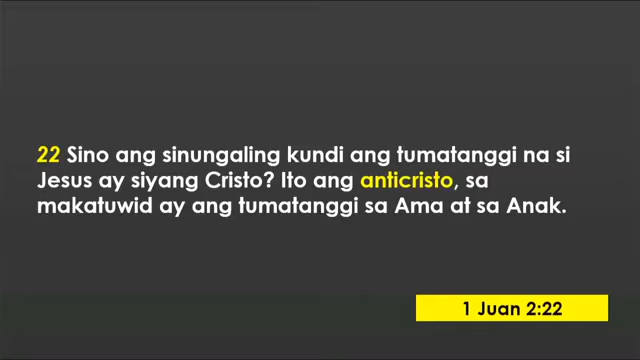 22 Sino ang sinungaling kundi ang tumatanggi na si
Jesus ay siyang Cristo? Ito ang anticristo, sa
makatuwid ay ang tumatanggi sa Ama at sa Anak.
1 Juan 2:22